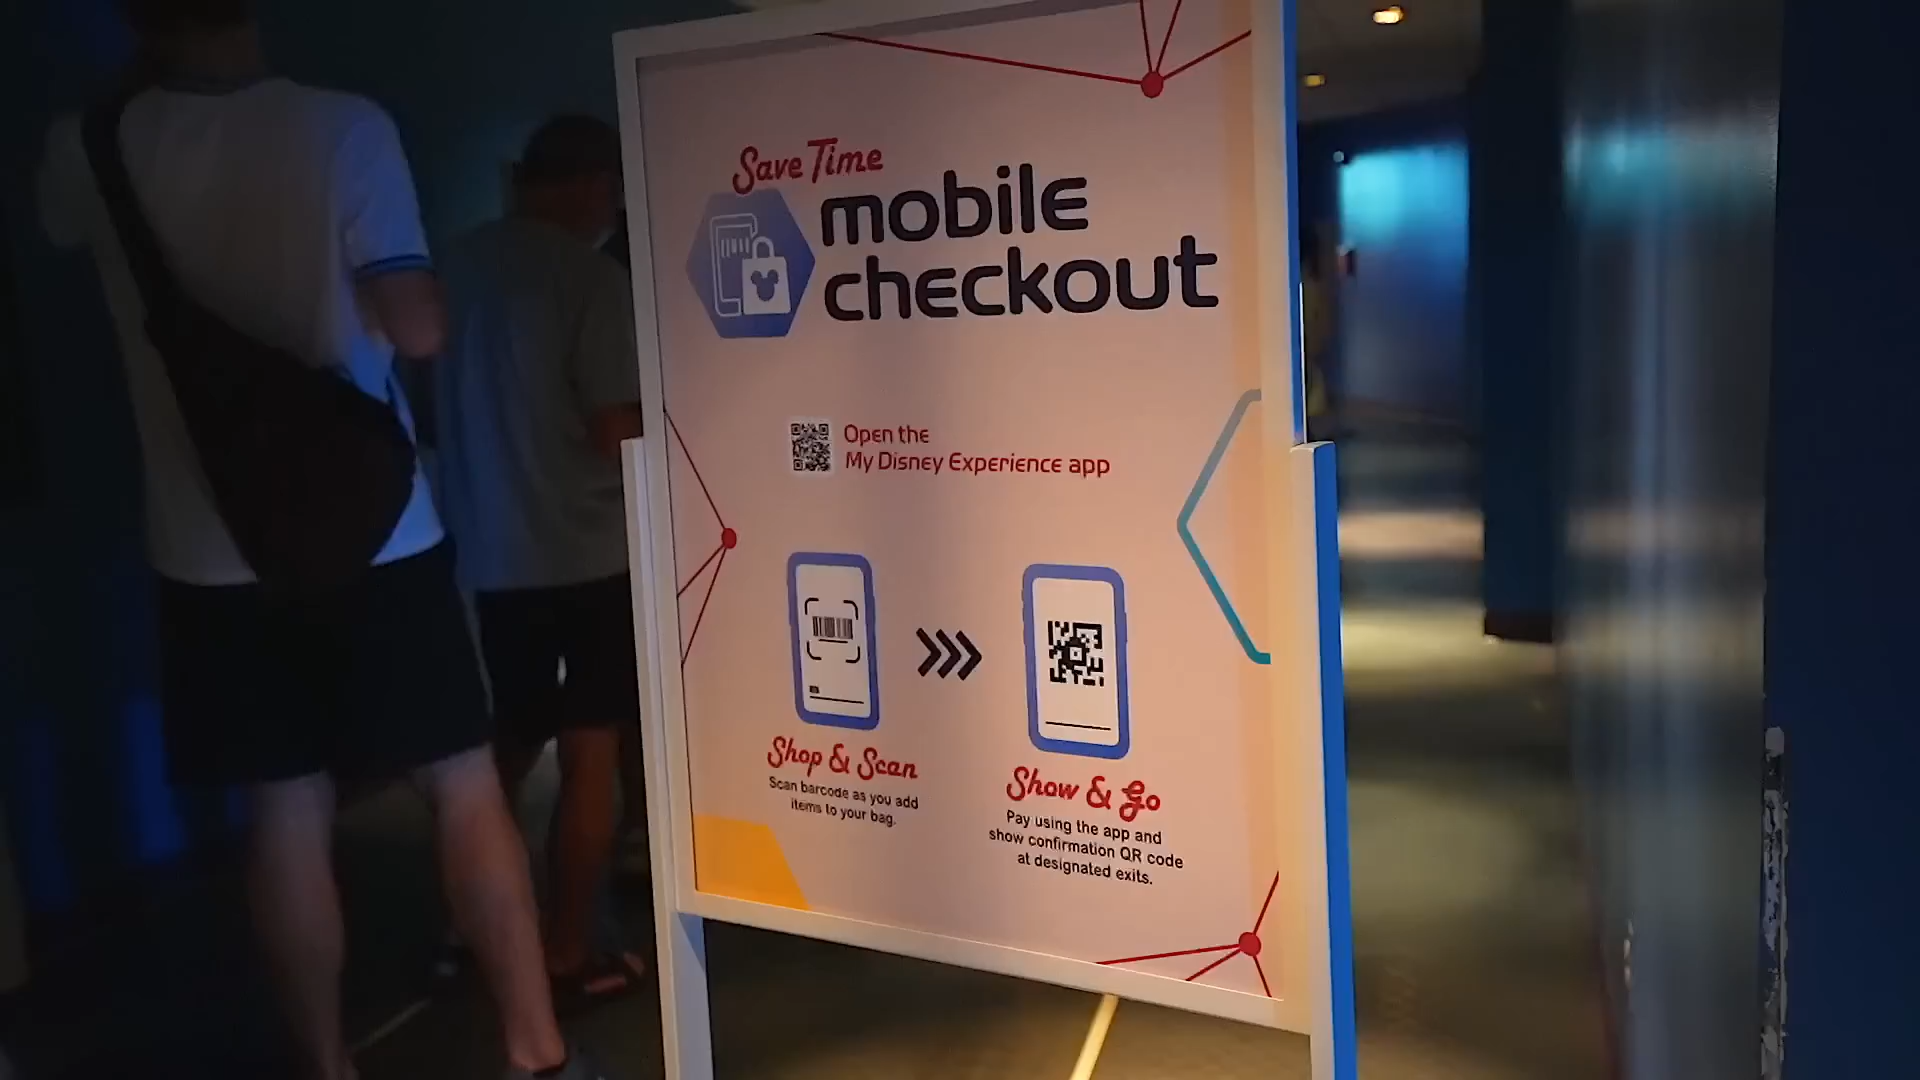 Save Time
mobile
checkout
Open the
My Disney Experience app
Shop & Scan
Scan barcode as you add
items to your bag.
Show & Go
Pay using the app and
show confirmation QR code
at designated exits.